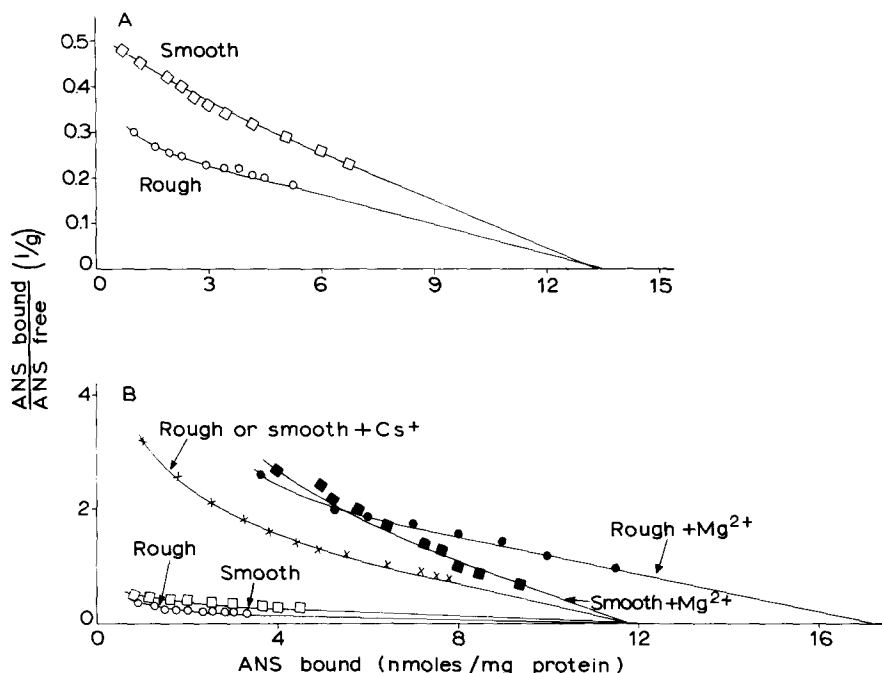 A
0.5
Smooth
0.4
0.3
0.2
Rough
0.1
0
0 3 6 9 12 15
ANS bound
ANS free
(l/g)
B
4
Rough or smooth + Cs+
2
Rough + Mg2+
Rough
Smooth
Smooth + Mg2+
0
0 4 8 12 16
ANS bound (nmoles/mg protein)